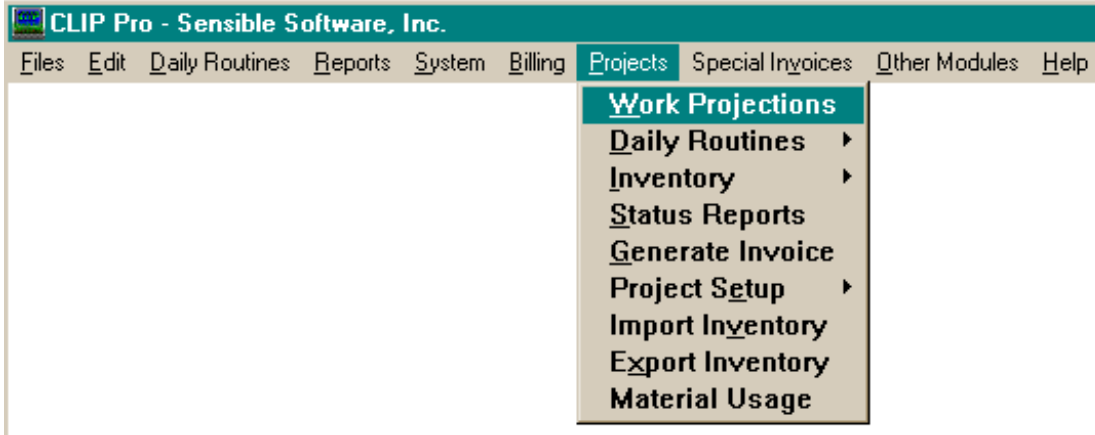 CLIP Pro - Sensible Software, Inc.
Files Edit Daily Routines Reports System Billing Projects Special Invoices Other Modules Help
Work Projections
Daily Routines
Inventory
Status Reports
Generate Invoice
Project Setup
Import Inventory
Export Inventory
Material Usage